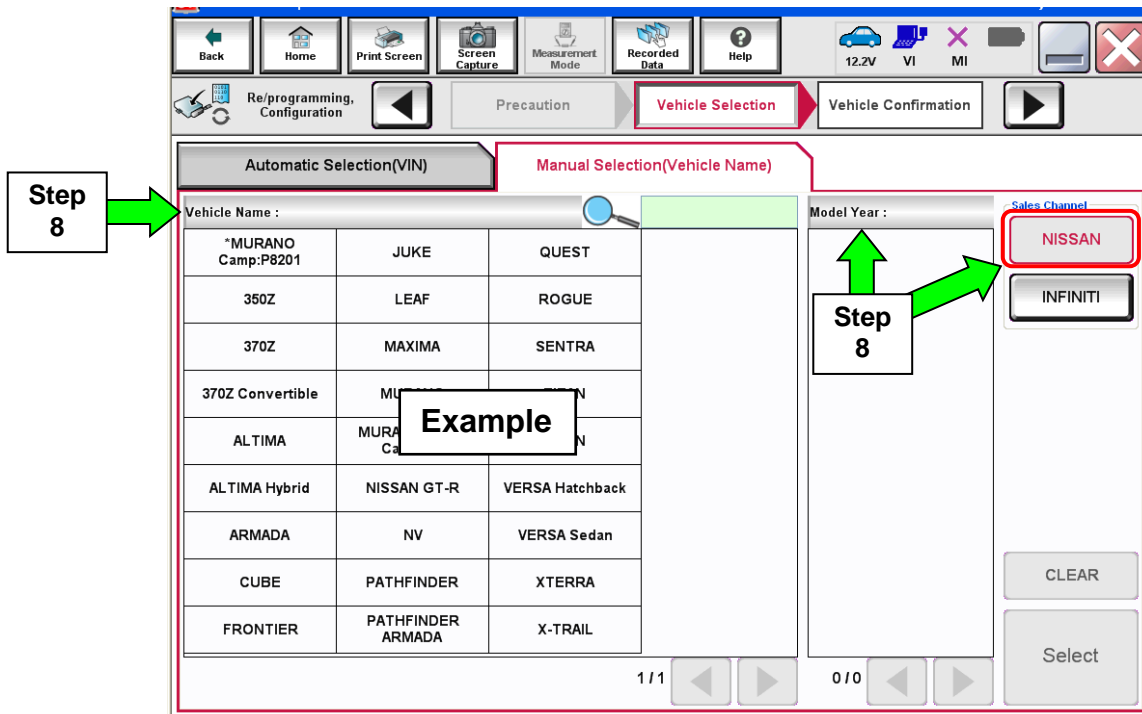 Back
Home
Print Screen
Screen
Capture
Measurement
Mode
Recorded
Data
Help
12.2V
VI
MI
Re/programming,
Configuration
Precaution
Vehicle Selection
Vehicle Confirmation
Automatic Selection(VIN)
Manual Selection(Vehicle Name)
Step
8
Vehicle Name :
Model Year :
Sales Channel
*MURANO
Camp:P8201
JUKE
QUEST
NISSAN
350Z
LEAF
ROGUE
INFINITI
Step
8
370Z
MAXIMA
SENTRA
370Z Convertible
Example
ALTIMA
ALTIMA Hybrid
NISSAN GT-R
VERSA Hatchback
ARMADA
NV
VERSA Sedan
CUBE
PATHFINDER
XTERRA
CLEAR
FRONTIER
PATHFINDER
ARMADA
X-TRAIL
Select
1/1
0/0